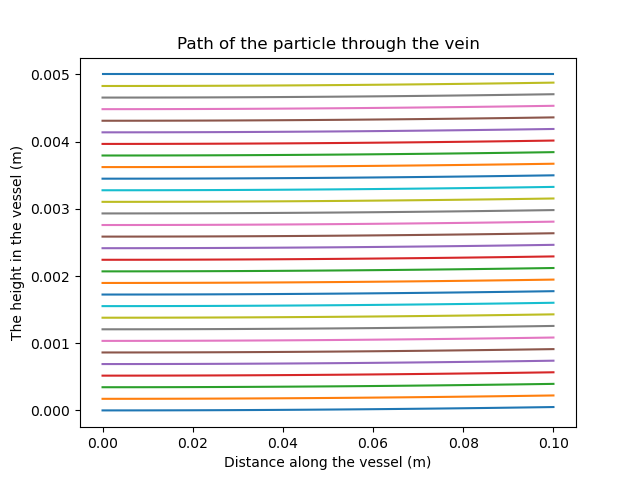 Path of the particle through the vein
0.005
0.004
0.003
0.002
0.001
0.000
The height in the vessel (m)
0.00 0.02 0.04 0.06 0.08 0.10
Distance along the vessel (m)